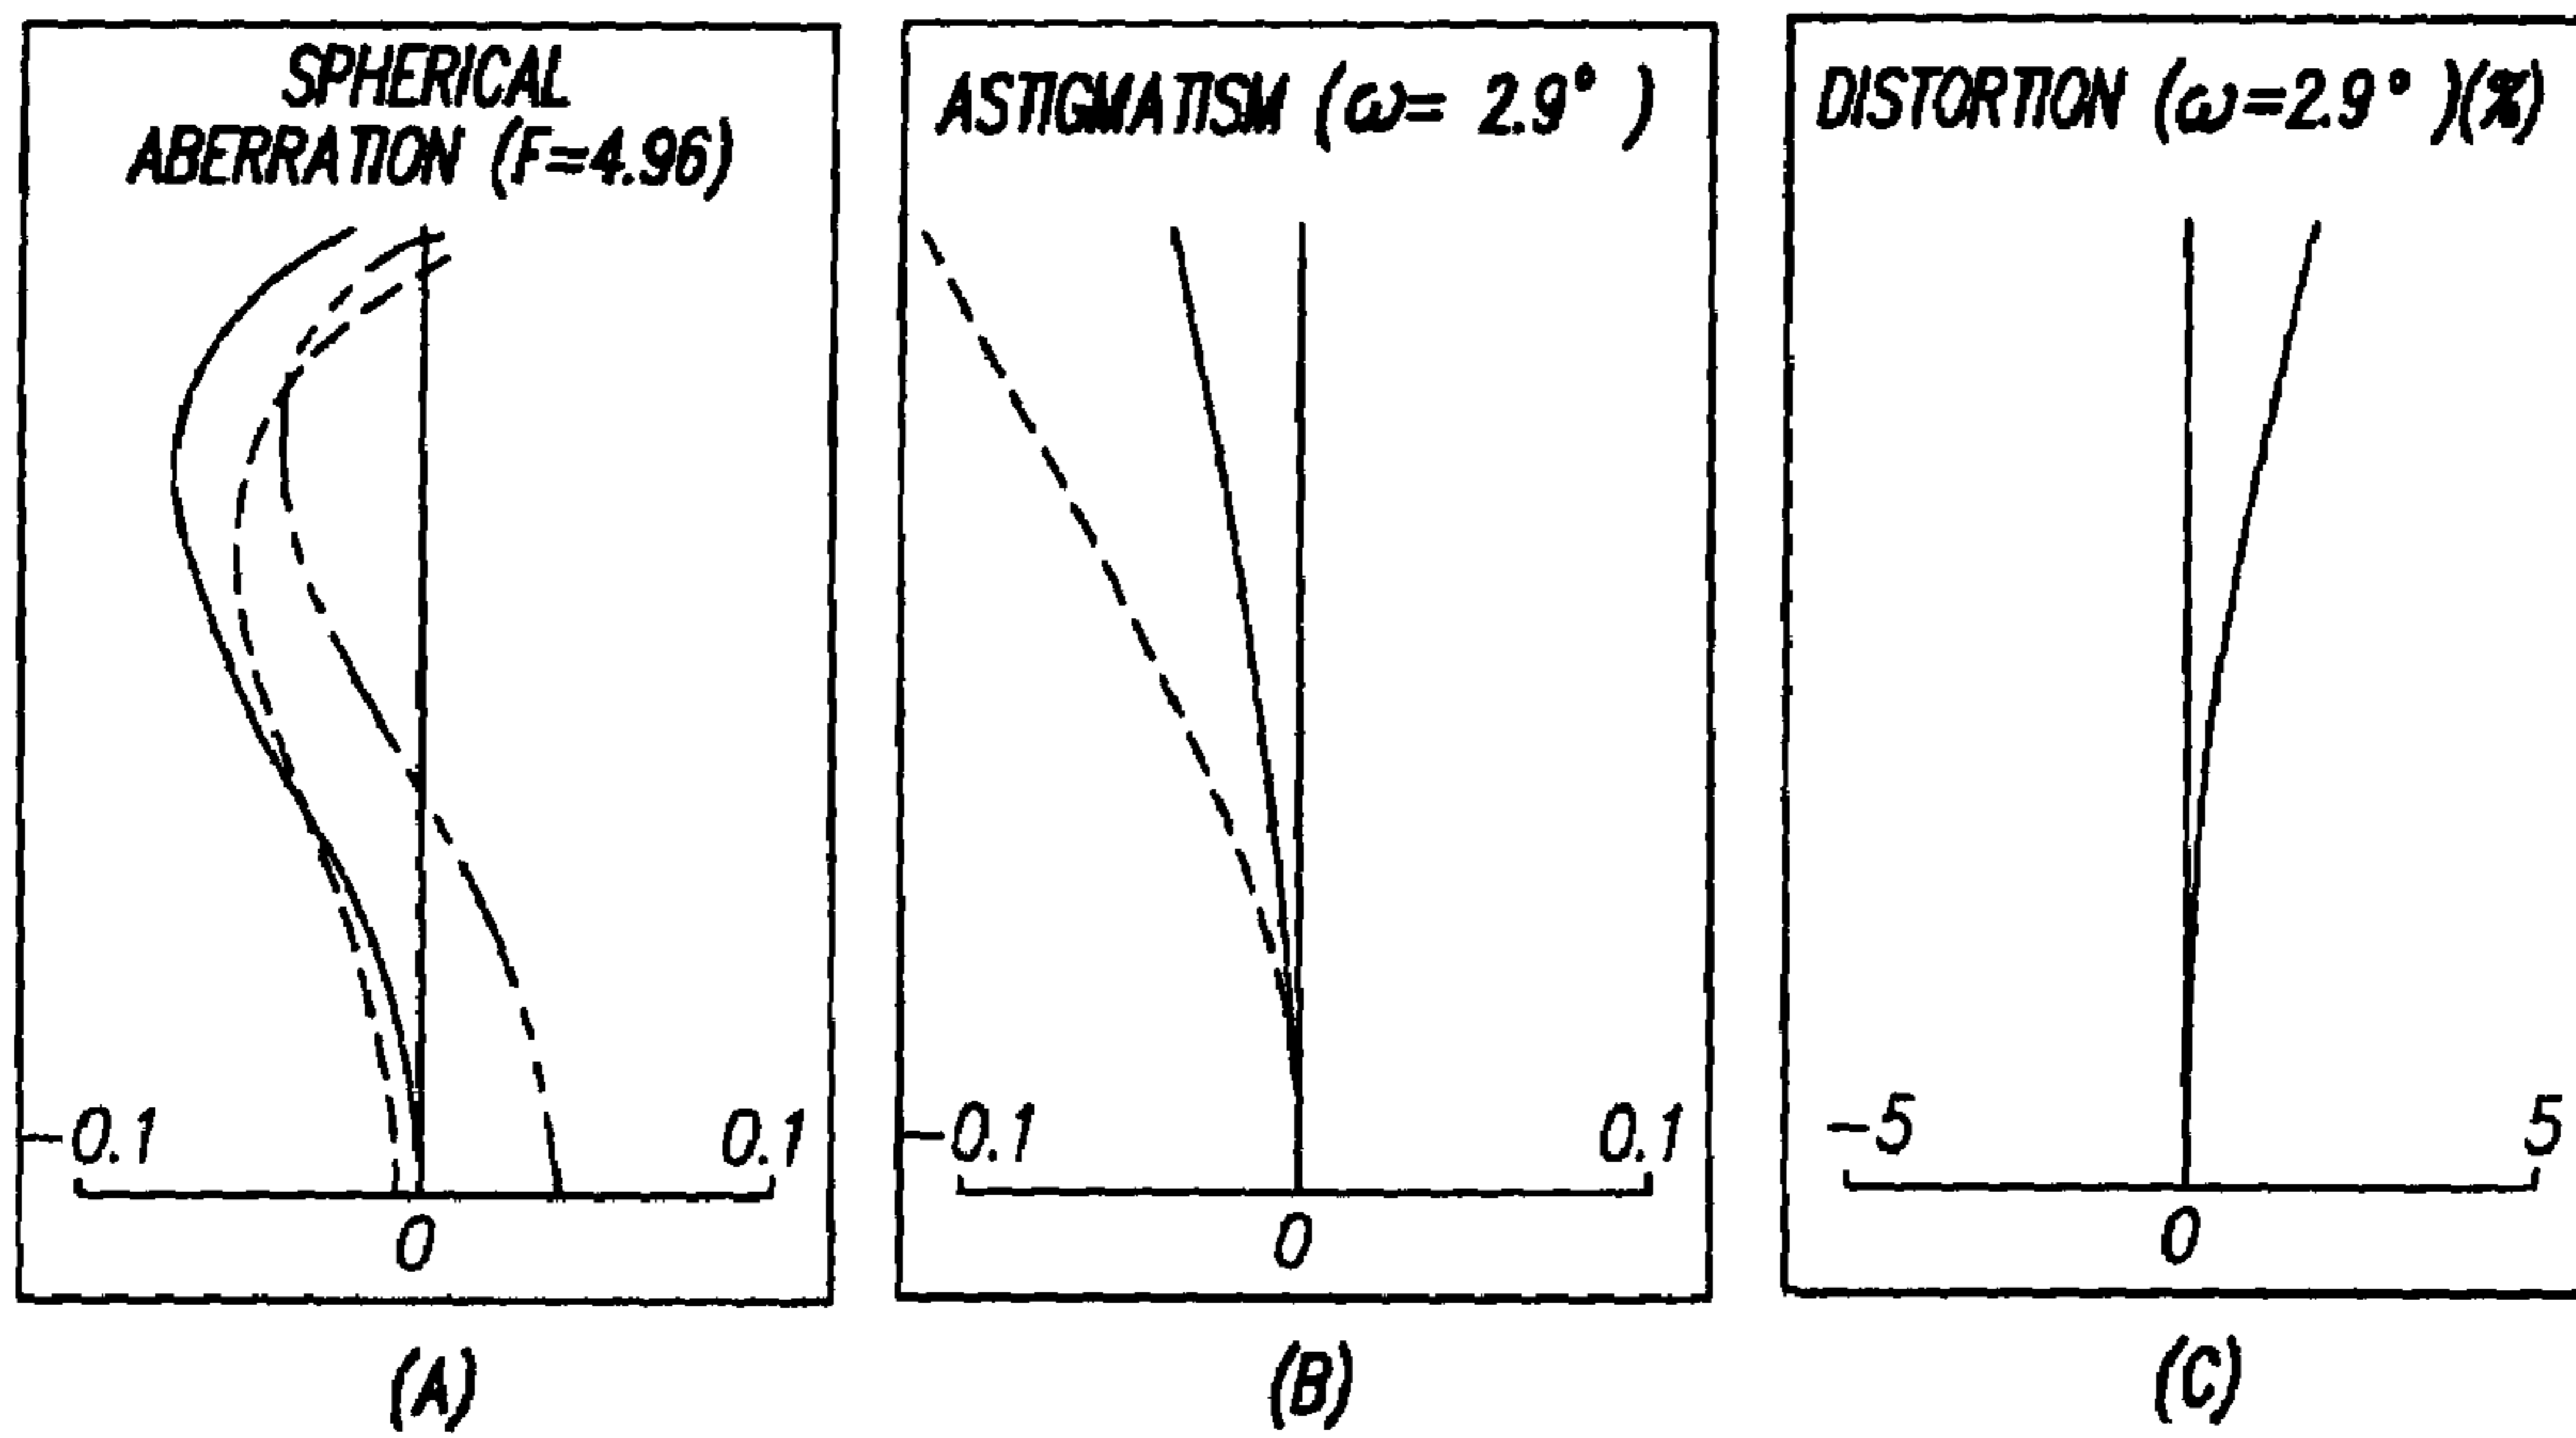 SPHERICAL
ABERRATION (F=4.96)
-0.1
0.1
0
(A)
ASTIGMATISM (ω= 2.9° )
-0.1
0.1
0
(B)
DISTORTION (ω=2.9° )(%)
-5
5
0
(C)